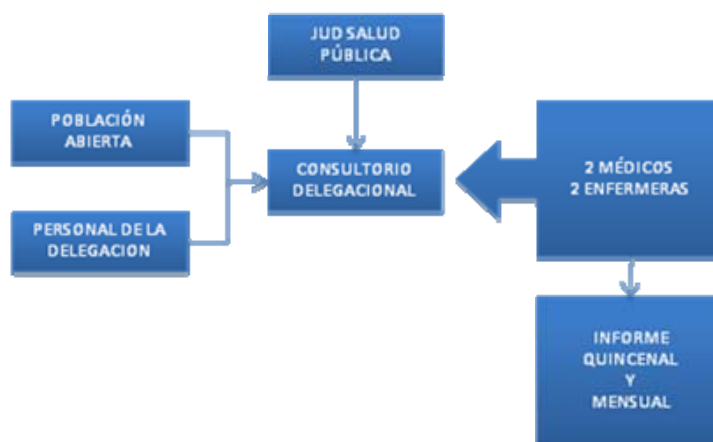 JUD SALUD
PÚBLICA
POBLACIÓN
ABIERTA
CONSULTORIO
DELEGACIONAL
2 MÉDICOS
2 ENFERMERAS
PERSONAL DE LA
DELEGACION
INFORME
QUINCENAL
Y
MENSUAL